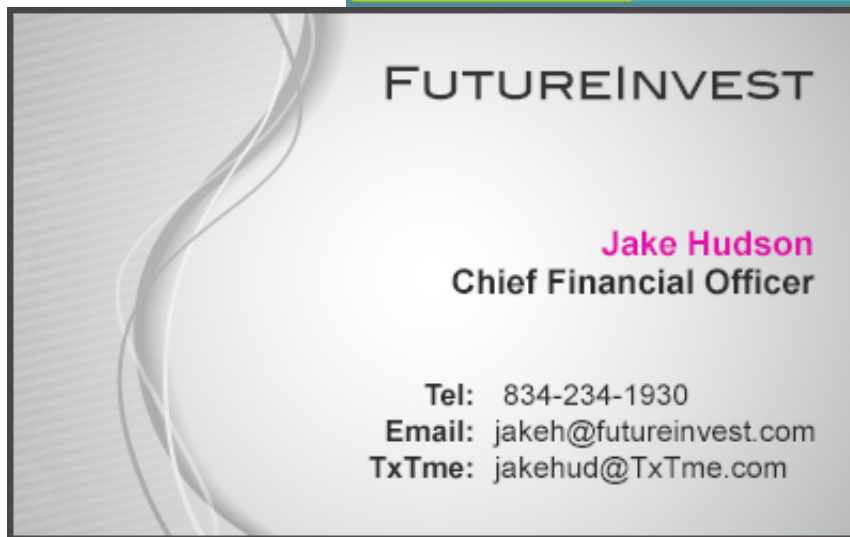 FUTUREINVEST
Jake Hudson
Chief Financial Officer
Tel: 834-234-1930
Email: jakeh@futureinvest.com
TxTme: jakehud@TxTme.com